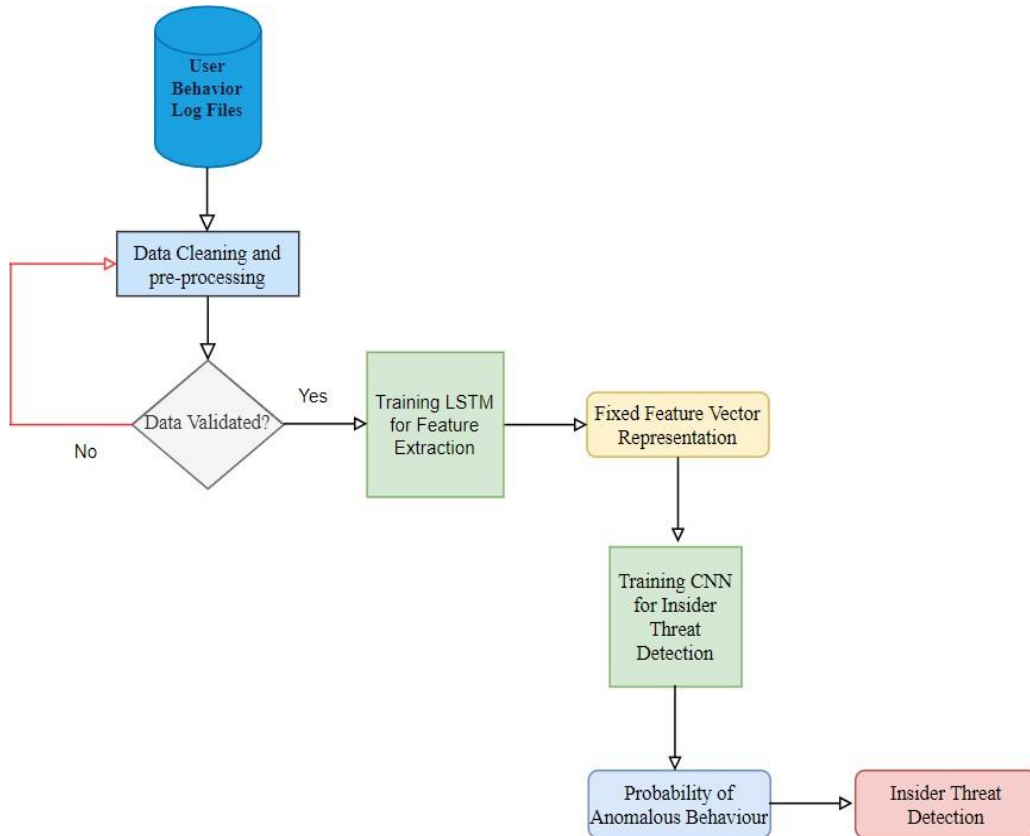 User
Behavior
Log Files
Data Cleaning and
pre-processing
Data Validated?
Yes
No
Training LSTM
for Feature
Extraction
Fixed Feature Vector
Representation
Training CNN
for Insider
Threat
Detection
Probability of
Anomalous Behaviour
Insider Threat
Detection